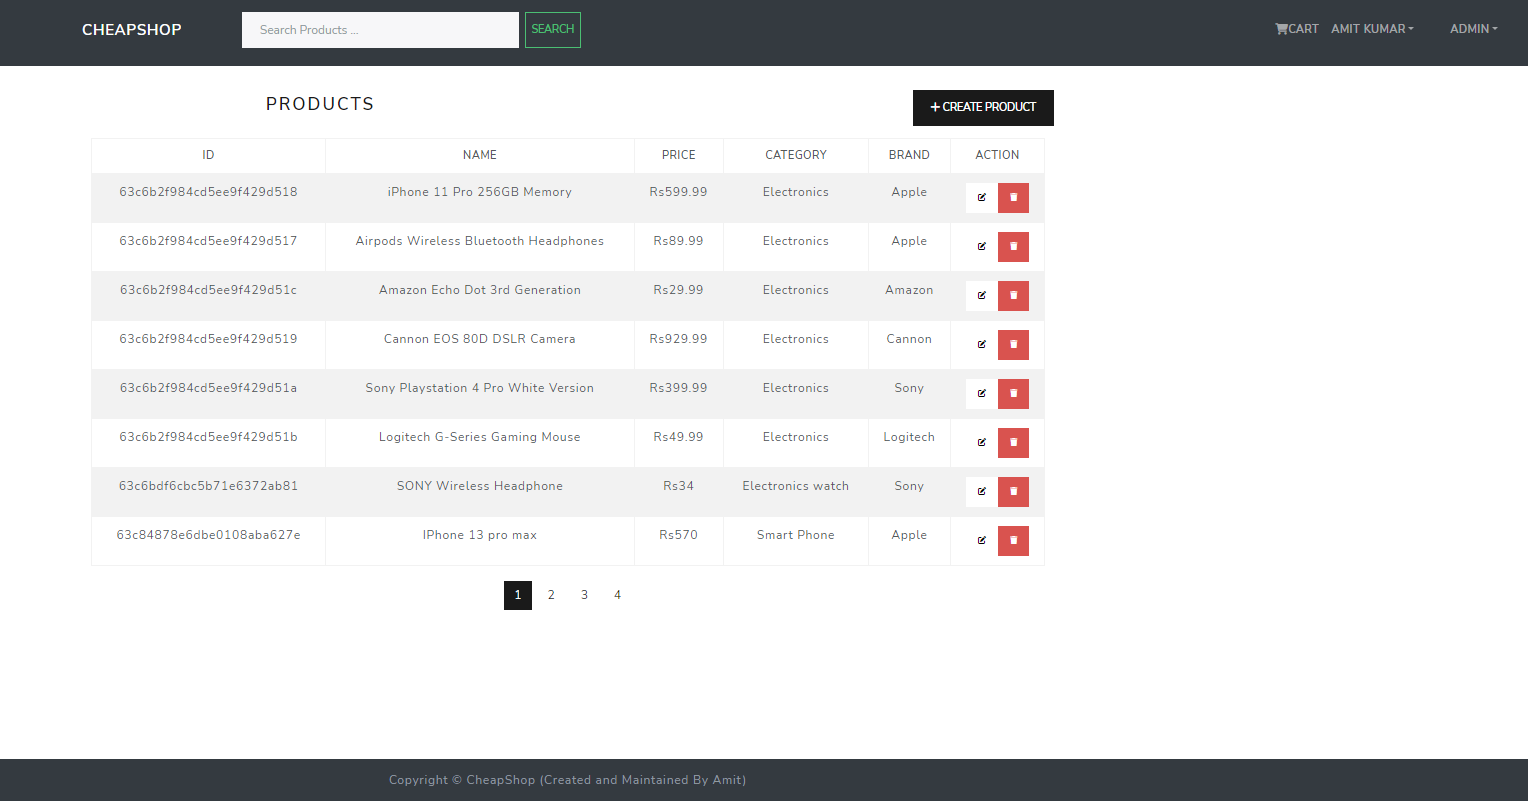 CHEAPSHOP Search Products ... SEARCH CART AMIT KUMAR ADMIN
PRODUCTS + CREATE PRODUCT
ID NAME PRICE CATEGORY BRAND ACTION
63c6b2f984cd5ee9f429d518 iPhone 11 Pro 256GB Memory Rs599.99 Electronics Apple
63c6b2f984cd5ee9f429d517 Airpods Wireless Bluetooth Headphones Rs89.99 Electronics Apple
63c6b2f984cd5ee9f429d51c Amazon Echo Dot 3rd Generation Rs29.99 Electronics Amazon
63c6b2f984cd5ee9f429d519 Cannon EOS 80D DSLR Camera Rs929.99 Electronics Cannon
63c6b2f984cd5ee9f429d51a Sony Playstation 4 Pro White Version Rs399.99 Electronics Sony
63c6b2f984cd5ee9f429d51b Logitech G-Series Gaming Mouse Rs49.99 Electronics Logitech
63c6bdf6cbc5b71e6372ab81 SONY Wireless Headphone Rs34 Electronics watch Sony
63c84878e6dbe0108aba627e IPhone 13 pro max Rs570 Smart Phone Apple
1 2 3 4
Copyright © CheapShop (Created and Maintained By Amit)